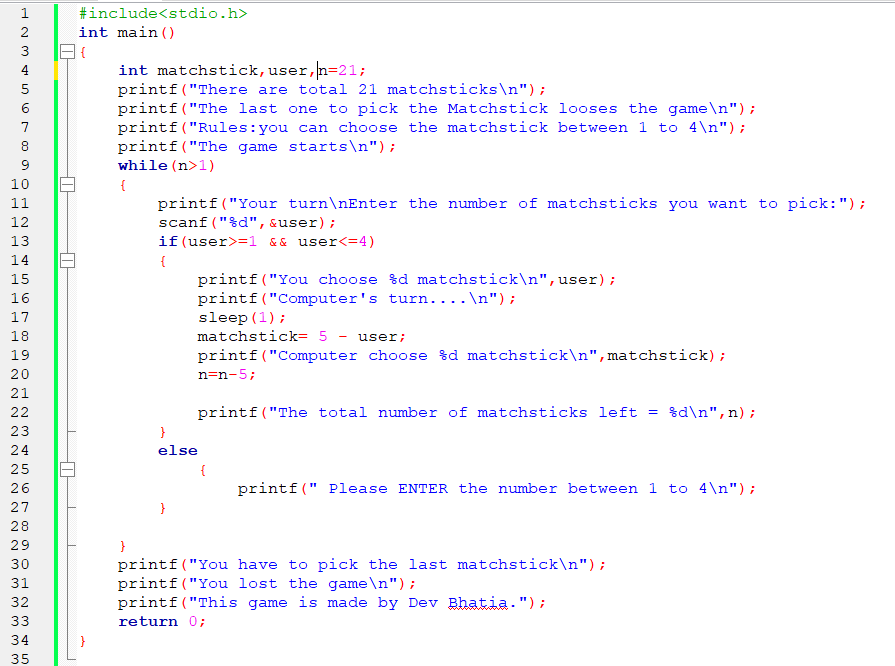 1 #include<stdio.h>
2 int main()
3 {
4 int matchstick,user,n=21;
5 printf("There are total 21 matchsticks\n");
6 printf("The last one to pick the Matchstick looses the game\n");
7 printf("Rules:you can choose the matchstick between 1 to 4\n");
8 printf("The game starts\n");
9 while(n>1)
10 {
11 printf("Your turn\nEnter the number of matchsticks you want to pick:");
12 scanf("%d",&user);
13 if(user>=1 && user<=4)
14 {
15 printf("You choose %d matchstick\n",user);
16 printf("Computer's turn....\n");
17 sleep(1);
18 matchstick= 5 - user;
19 printf("Computer choose %d matchstick\n",matchstick);
20 n=n-5;
21
22 printf("The total number of matchsticks left = %d\n",n);
23 }
24 else
25 {
26 printf(" Please ENTER the number between 1 to 4\n");
27 }
28
29 }
30 printf("You have to pick the last matchstick\n");
31 printf("You lost the game\n");
32 printf("This game is made by Dev Bhatia.");
33 return 0;
34 }
35